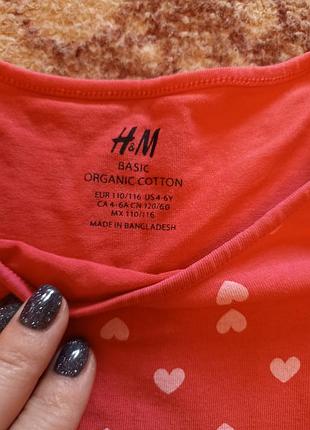 H&M
BASIC
ORGANIC COTTON
EUR 110/116 US 4-6Y
CA 4-6A CN 120/60
MX 110/116
MADE IN BANGLADESH